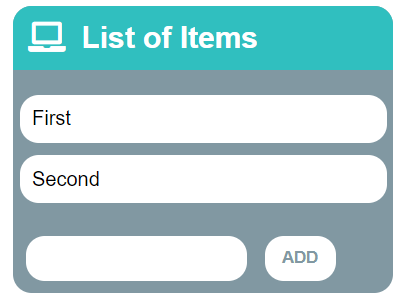 List of Items
First
Second
ADD